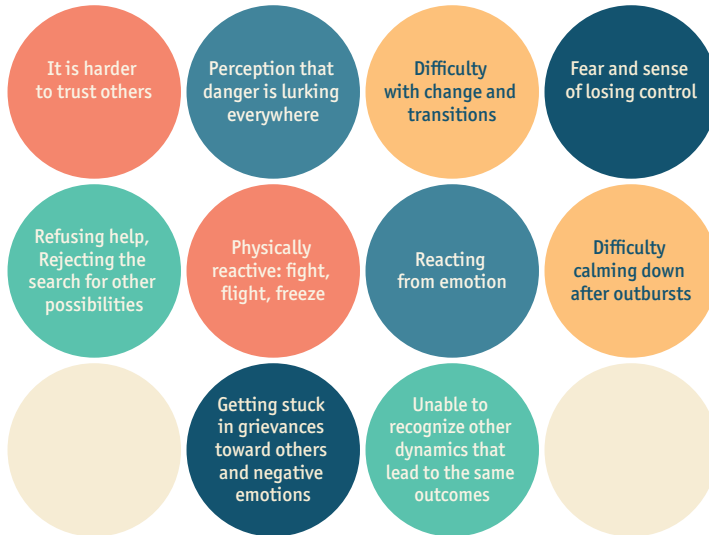 It is harder
to trust others
Perception that
danger is lurking
everywhere
Difficulty
with change and
transitions
Fear and sense
of losing control
Refusing help,
Rejecting the
search for other
possibilities
Physically
reactive: fight,
flight, freeze
Reacting
from emotion
Difficulty
calming down
after outbursts
Getting stuck
in grievances
toward others
and negative
emotions
Unable to
recognize other
dynamics that
lead to the same
outcomes